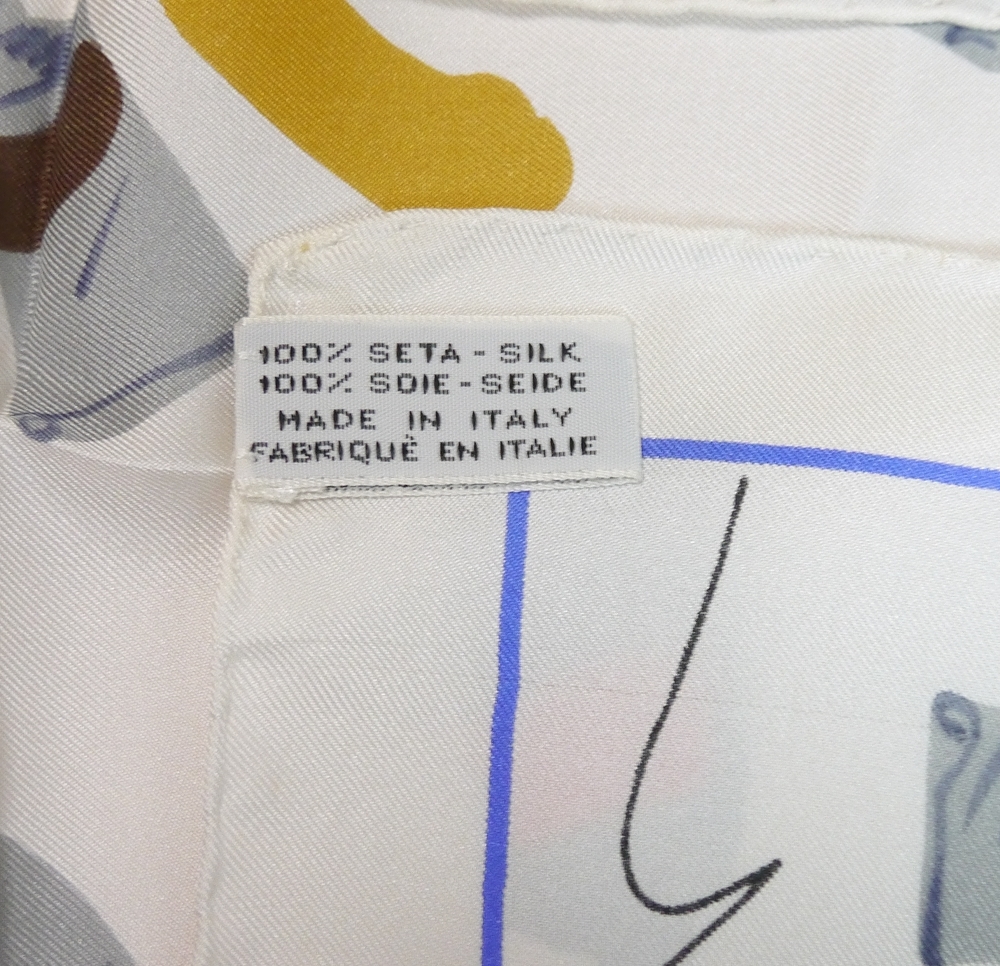 100% SETA - SILK
100% SOIE - SEIDE
MADE IN ITALY
FABRIQUÈ EN ITALIE